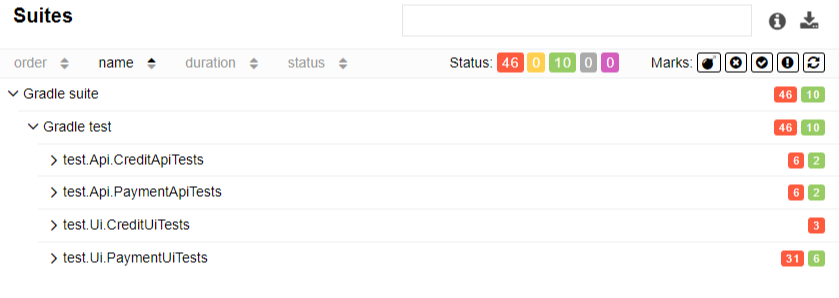 Suites
order name duration status Status: 46 0 10 0 0 Marks:
Gradle suite 46 10
Gradle test 46 10
test.Api.CreditApiTests 6 2
test.Api.PaymentApiTests 6 2
test.Ui.CreditUiTests 3
test.Ui.PaymentUiTests 31 6